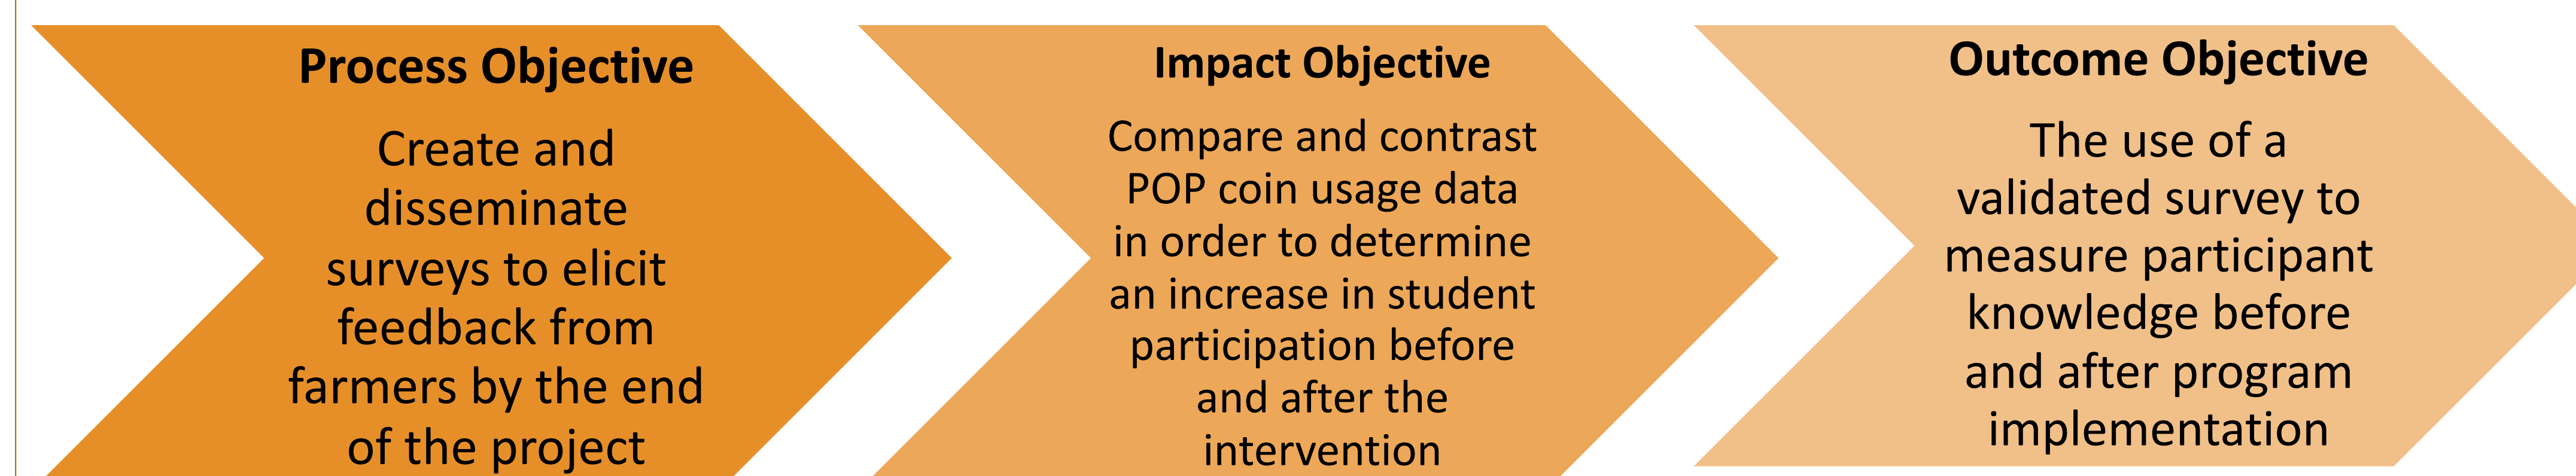 Process Objective
Create and
disseminate
surveys to elicit
feedback from
farmers by the end
of the project
Impact Objective
Compare and contrast
POP coin usage data
in order to determine
an increase in student
participation before
and after the
intervention
Outcome Objective
The use of a
validated survey to
measure participant
knowledge before
and after program
implementation